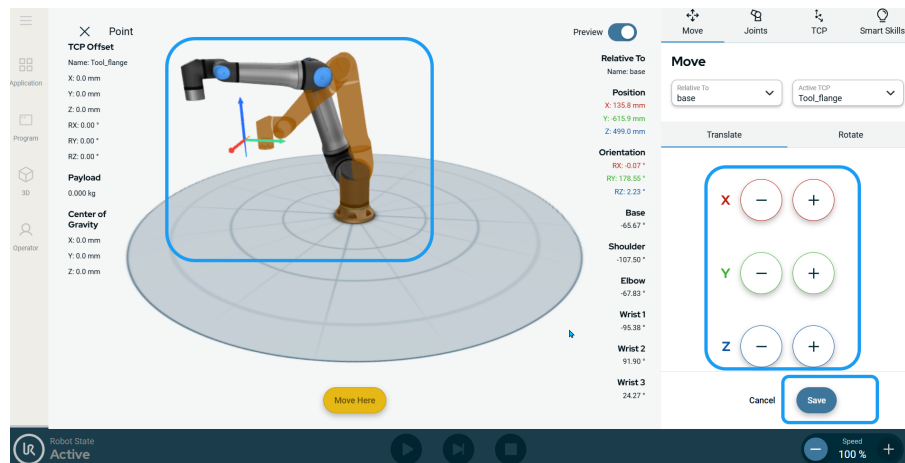 Application
Program
3D
Operator
Point
TCP Offset
Name: Tool_flange
X: 0.0 mm
Y: 0.0 mm
Z: 0.0 mm
RX: 0.00 °
RY: 0.00 °
RZ: 0.00 °
Payload
0.000 kg
Center of
Gravity
X: 0.0 mm
Y: 0.0 mm
Z: 0.0 mm
Move Here
Preview
Relative To
Name: base
Position
X: 135.8 mm
Y: -615.9 mm
Z: 499.0 mm
Orientation
RX: -0.07 °
RY: 178.55 °
RZ: 2.23 °
Base
-65.67 °
Shoulder
-107.50 °
Elbow
-67.83 °
Wrist 1
-95.38 °
Wrist 2
91.90 °
Wrist 3
24.27 °
Move Joints TCP Smart Skills
Move
Relative To
base
Active TCP
Tool_flange
Translate Rotate
X − +
Y − +
Z − +
Cancel Save
UR
Robot State
Active
Speed
− 100 % +